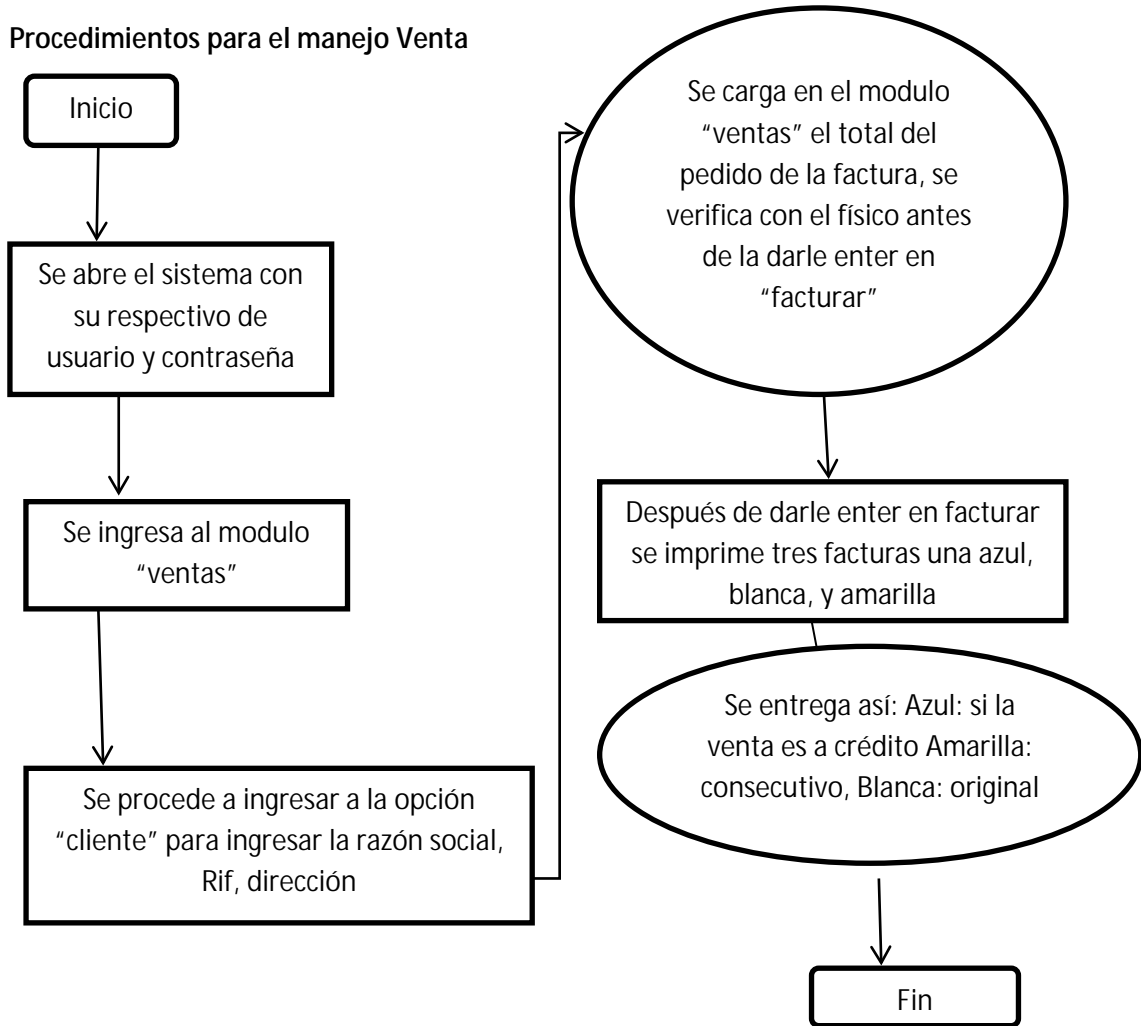 Procedimientos para el manejo Venta
Inicio
Se abre el sistema con
su respectivo de
usuario y contraseña
Se ingresa al modulo
“ventas”
Se procede a ingresar a la opción
“cliente” para ingresar la razón social,
Rif, dirección
Se carga en el modulo
“ventas” el total del
pedido de la factura, se
verifica con el físico antes
de la darle enter en
“facturar”
Después de darle enter en facturar
se imprime tres facturas una azul,
blanca, y amarilla
Se entrega así: Azul: si la
venta es a crédito Amarilla:
consecutivo, Blanca: original
Fin